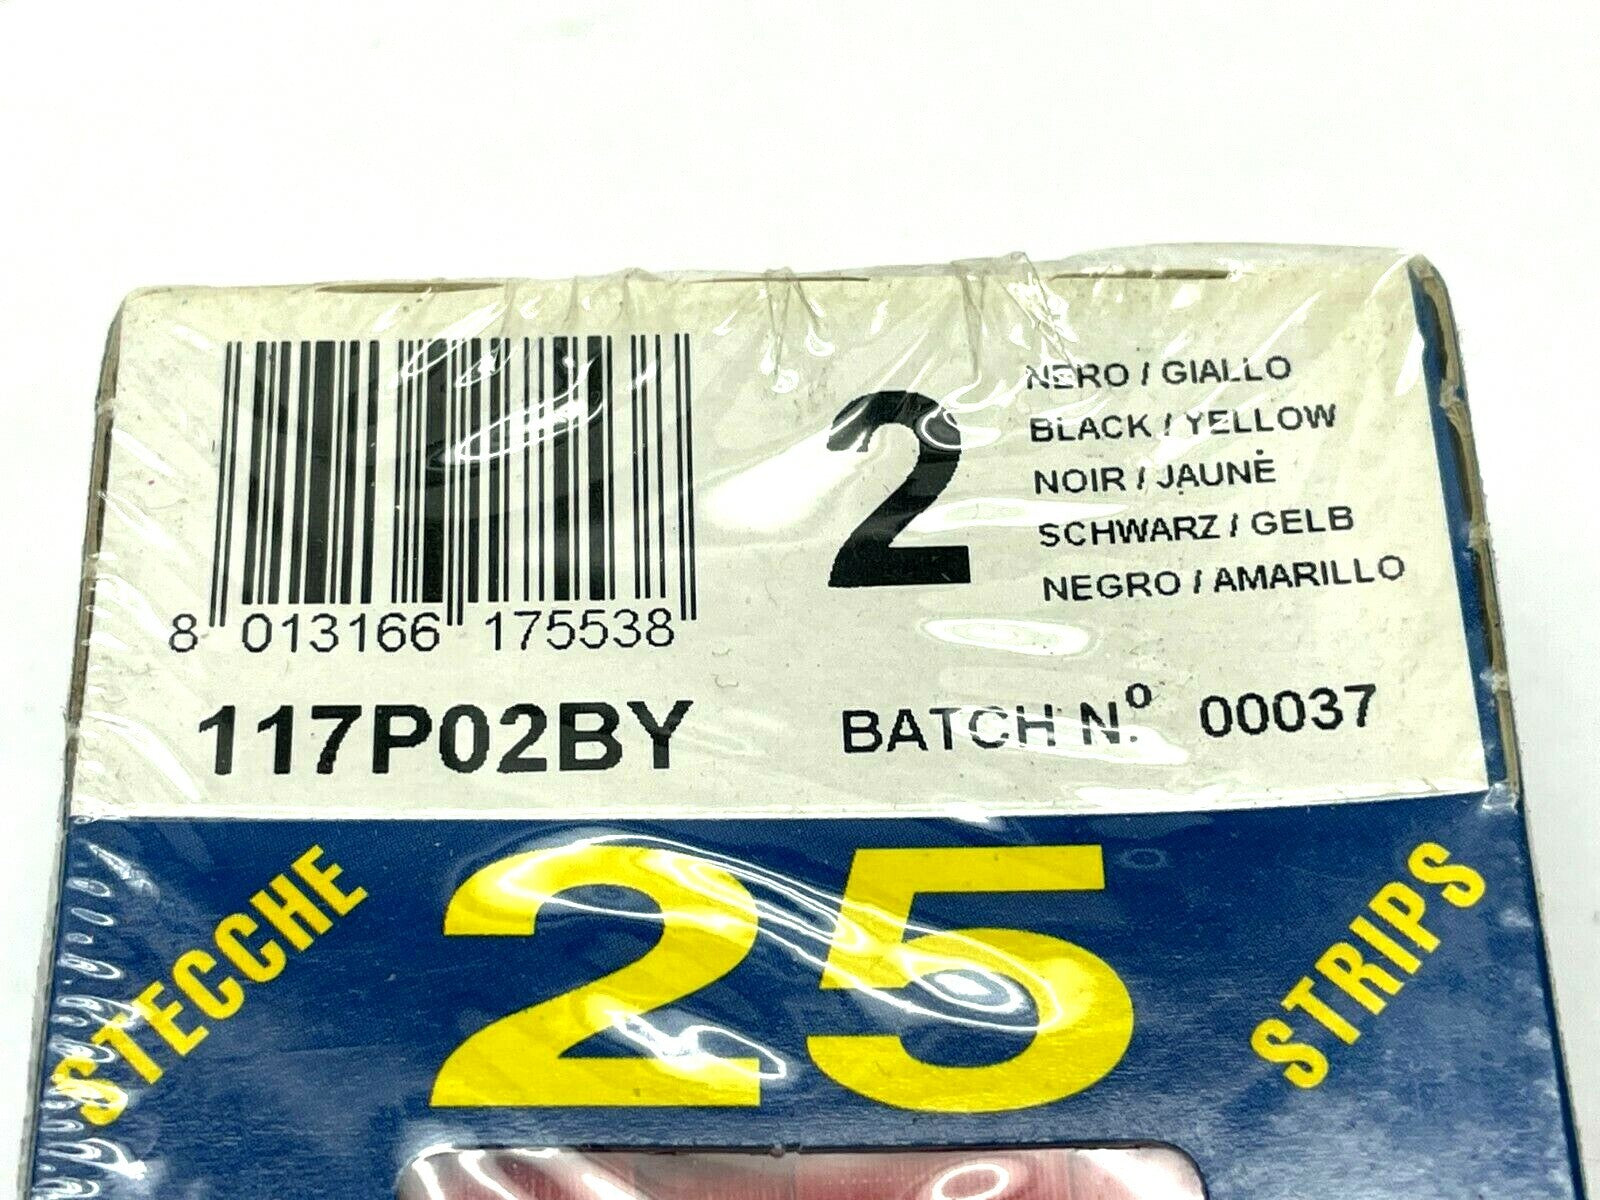 8 013166 175538
117P02BY
2
NERO / GIALLO
BLACK / YELLOW
NOIR / JAUNE
SCHWARZ / GELB
NEGRO / AMARILLO
BATCH N.º 00037
STECCHE
25
STRIPS